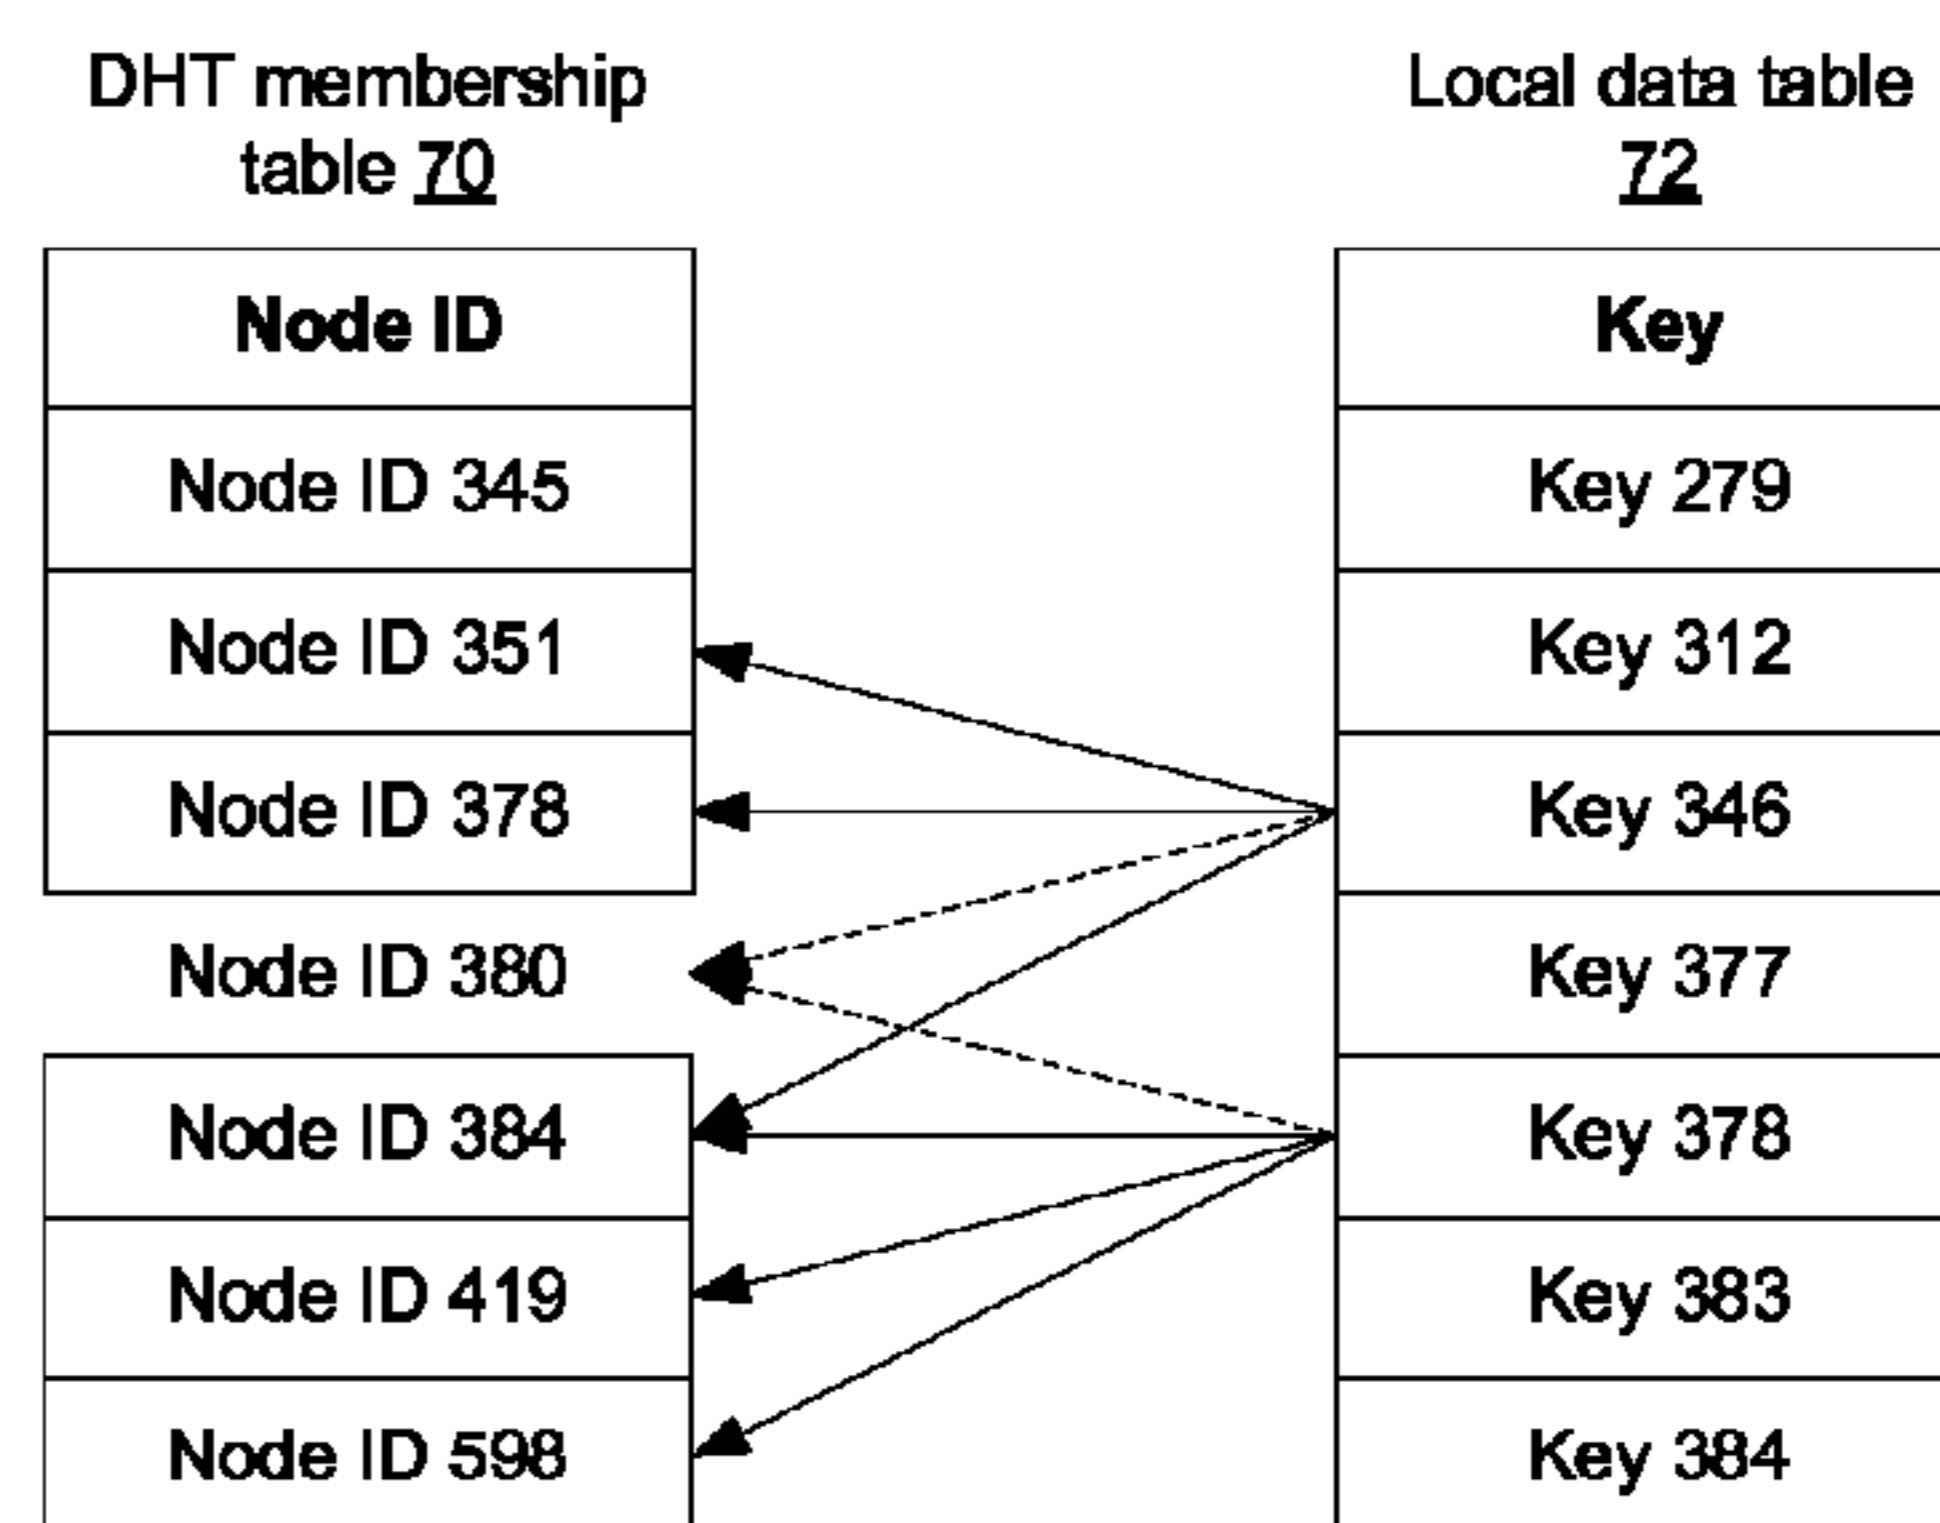 DHT membership
table 70
Node ID
Node ID 345
Node ID 351
Node ID 378
Node ID 380
Node ID 384
Node ID 419
Node ID 598
Local data table
72
Key
Key 279
Key 312
Key 346
Key 377
Key 378
Key 383
Key 384